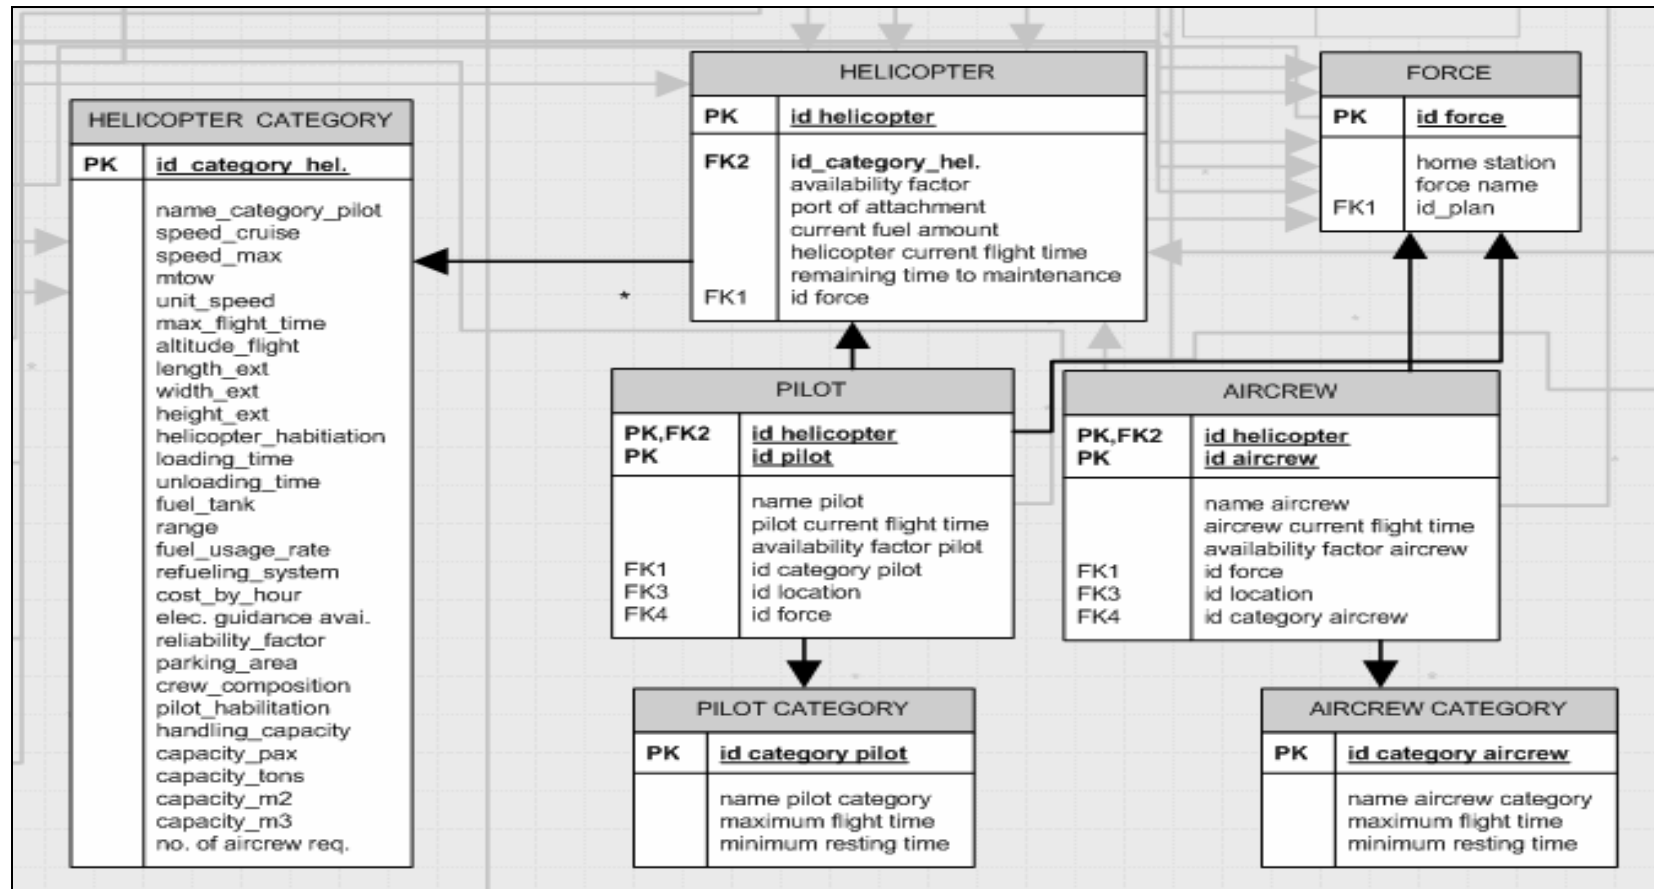 HELICOPTER CATEGORY
PK id_category_hel.
name_category_pilot
speed_cruise
speed_max
mtow
unit_speed
max_flight_time
altitude_flight
length_ext
width_ext
height_ext
helicopter_habitiation
loading_time
unloading_time
fuel_tank
range
fuel_usage_rate
refueling_system
cost_by_hour
elec. guidance avai.
reliability_factor
parking_area
crew_composition
pilot_habilitation
handling_capacity
capacity_pax
capacity_tons
capacity_m2
capacity_m3
no. of aircrew req.
*
HELICOPTER
PK id helicopter
FK2 id_category_hel.
availability factor
port of attachment
current fuel amount
helicopter current flight time
remaining time to maintenance
FK1 id force
FORCE
PK id force
home station
force name
FK1 id_plan
PILOT
PK,FK2 id helicopter
PK id pilot
name pilot
pilot current flight time
availability factor pilot
FK1 id category pilot
FK3 id location
FK4 id force
AIRCREW
PK,FK2 id helicopter
PK id aircrew
name aircrew
aircrew current flight time
availability factor aircrew
FK1 id force
FK3 id location
FK4 id category aircrew
PILOT CATEGORY
PK id category pilot
name pilot category
maximum flight time
minimum resting time
AIRCREW CATEGORY
PK id category aircrew
name aircrew category
maximum flight time
minimum resting time